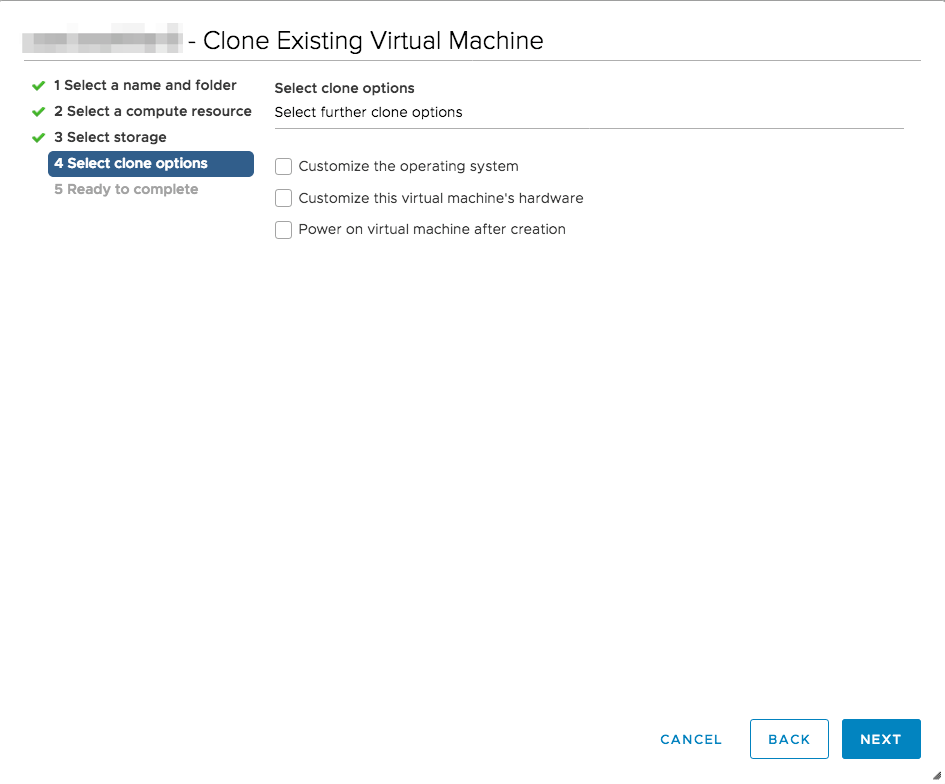 - Clone Existing Virtual Machine
1 Select a name and folder
2 Select a compute resource
3 Select storage
4 Select clone options
5 Ready to complete
Select clone options
Select further clone options
Customize the operating system
Customize this virtual machine's hardware
Power on virtual machine after creation
CANCEL
BACK
NEXT